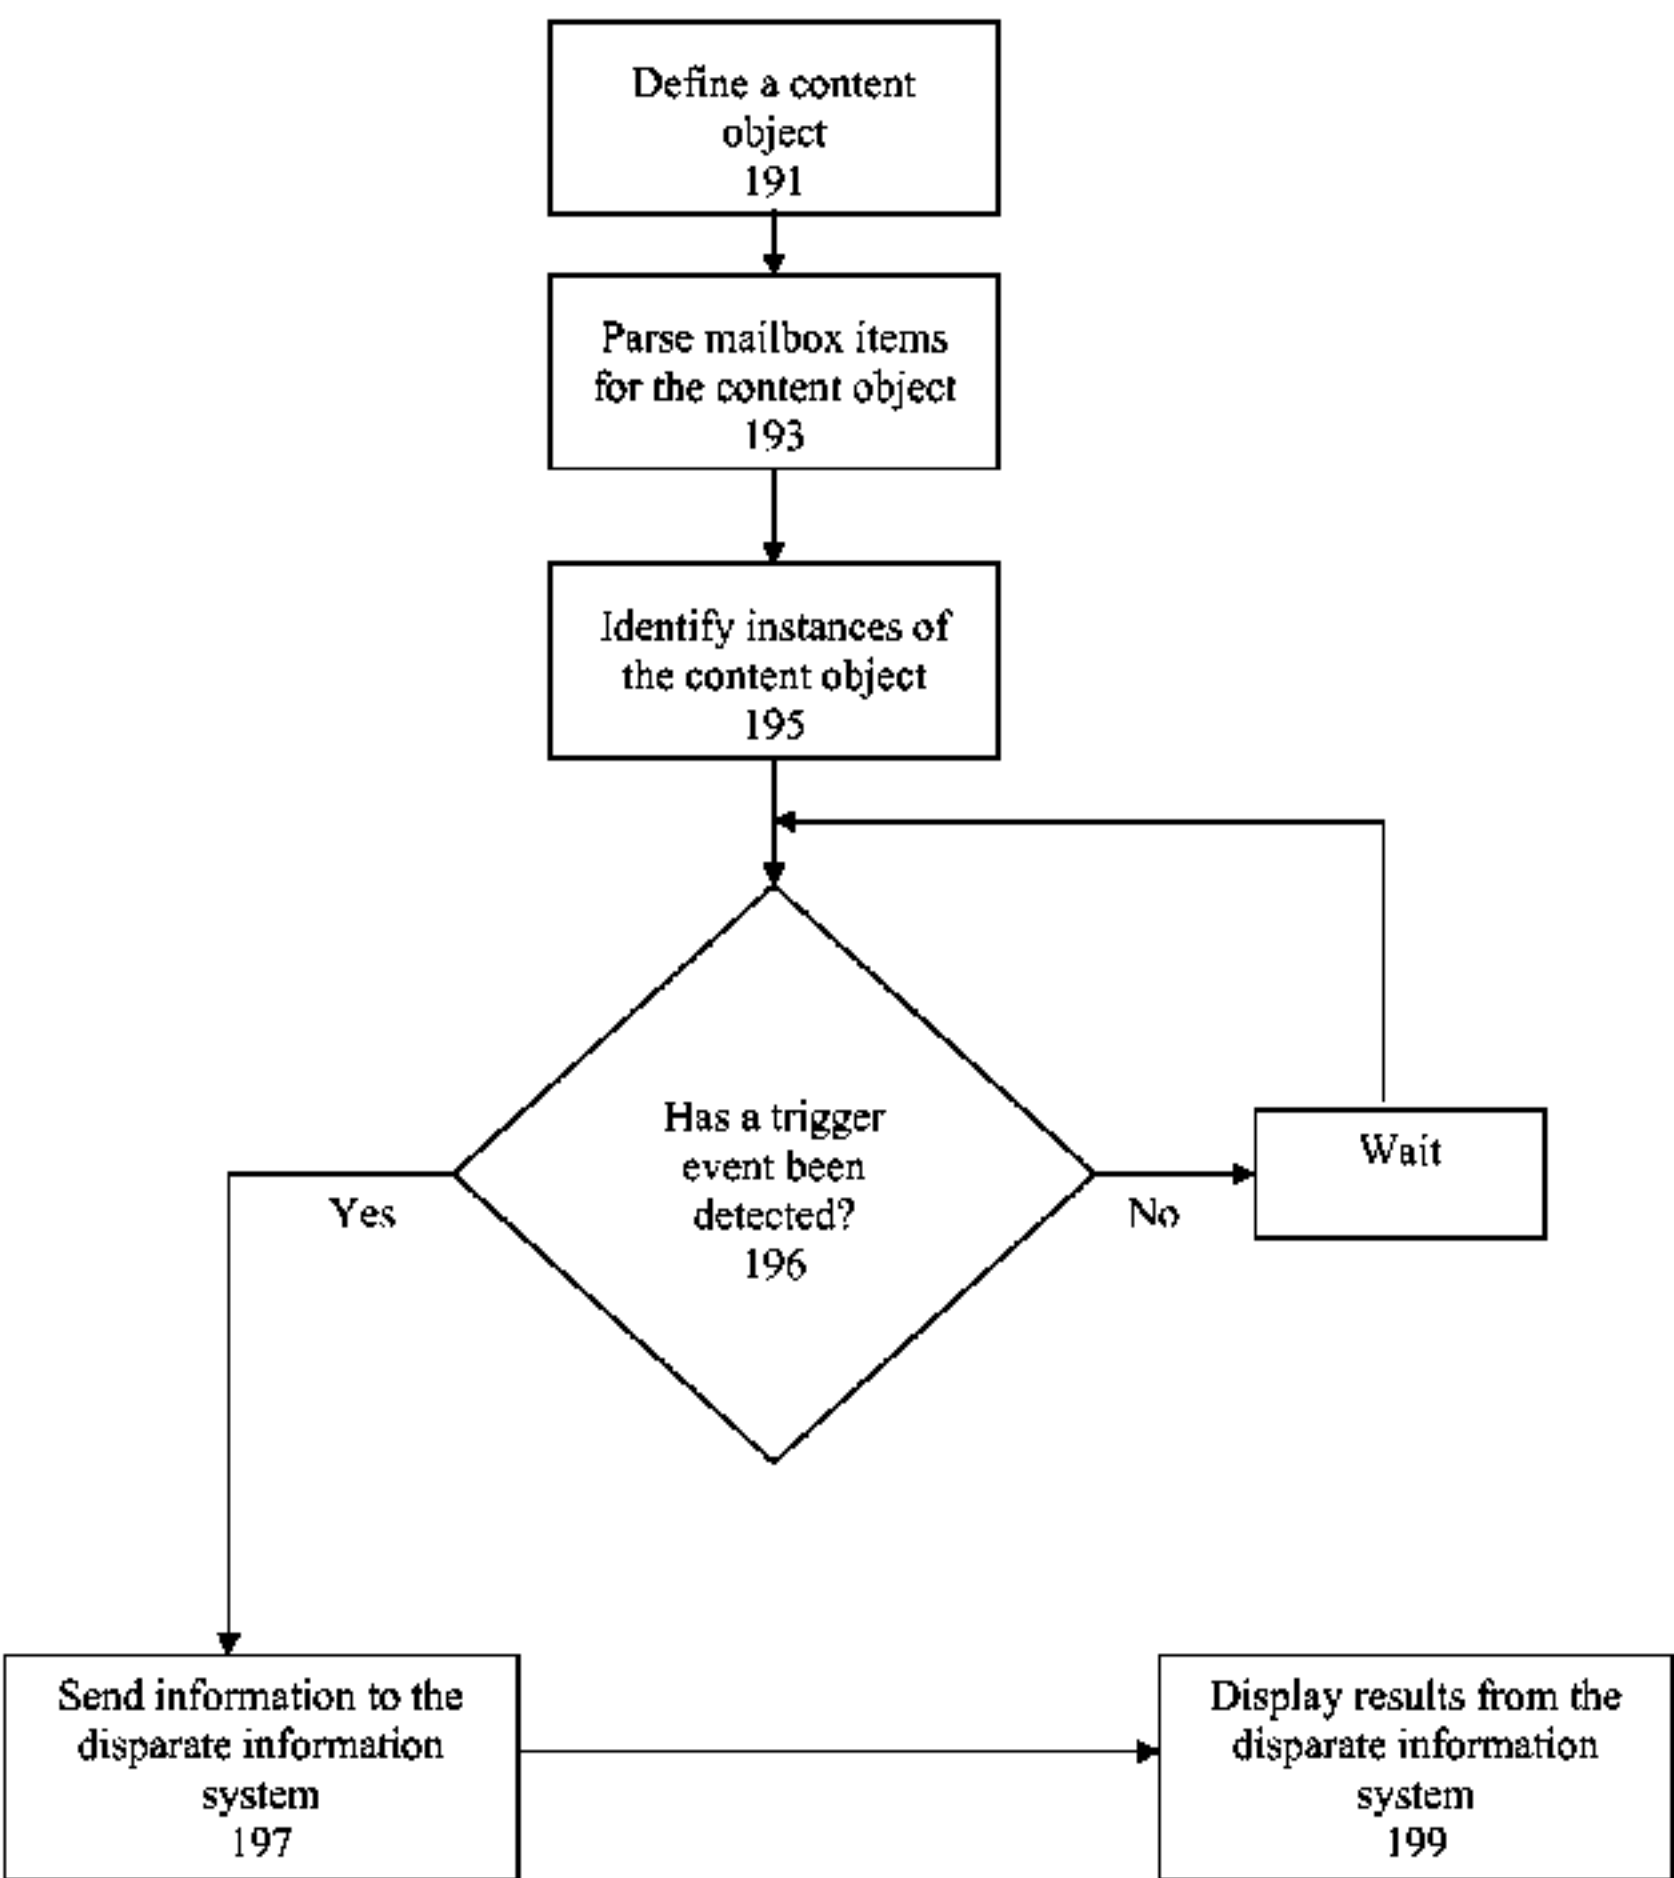 Define a content
object
191
Parse mailbox items
for the content object
193
Identify instances of
the content object
195
Has a trigger
event been
detected?
196
Yes
No
Wait
Send information to the
disparate information
system
197
Display results from the
disparate information
system
199